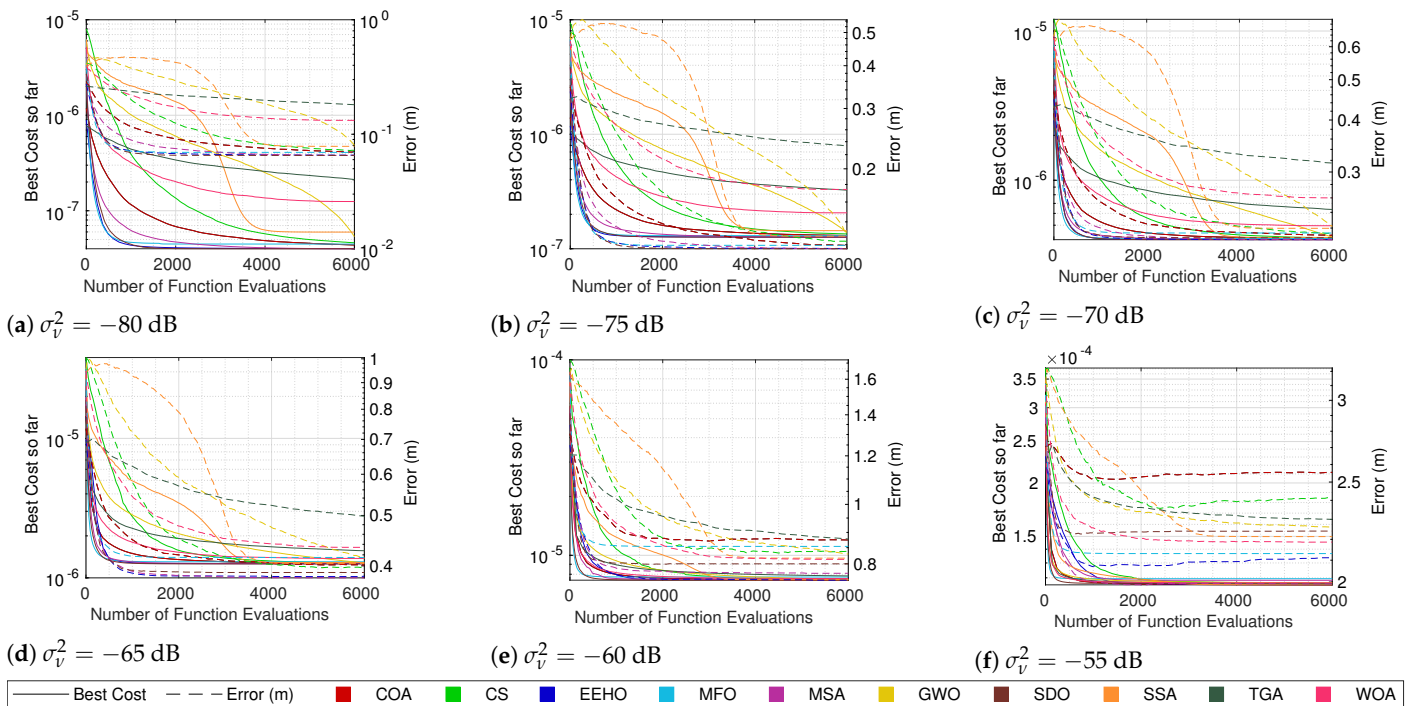 10^-5
10^-6
10^-7
10^0
10^-1
10^-2
Best Cost so far
Error (m)
0 2000 4000 6000
Number of Function Evaluations
(a) σ_ν^2 = −80 dB
10^-5
10^-6
10^-7
0.5
0.4
0.3
0.2
Best Cost so far
Error (m)
0 2000 4000 6000
Number of Function Evaluations
(b) σ_ν^2 = −75 dB
10^-5
10^-6
0.6
0.5
0.4
0.3
Best Cost so far
Error (m)
0 2000 4000 6000
Number of Function Evaluations
(c) σ_ν^2 = −70 dB
10^-5
10^-6
1
0.9
0.8
0.7
0.6
0.5
0.4
Best Cost so far
Error (m)
0 2000 4000 6000
Number of Function Evaluations
(d) σ_ν^2 = −65 dB
10^-4
10^-5
1.6
1.4
1.2
1
0.8
Best Cost so far
Error (m)
0 2000 4000 6000
Number of Function Evaluations
(e) σ_ν^2 = −60 dB
×10^-4
3.5
3
2.5
2
1.5
3
2.5
2
Best Cost so far
Error (m)
0 2000 4000 6000
Number of Function Evaluations
(f) σ_ν^2 = −55 dB
Best Cost Error (m) COA CS EEHO MFO MSA GWO SDO SSA TGA WOA